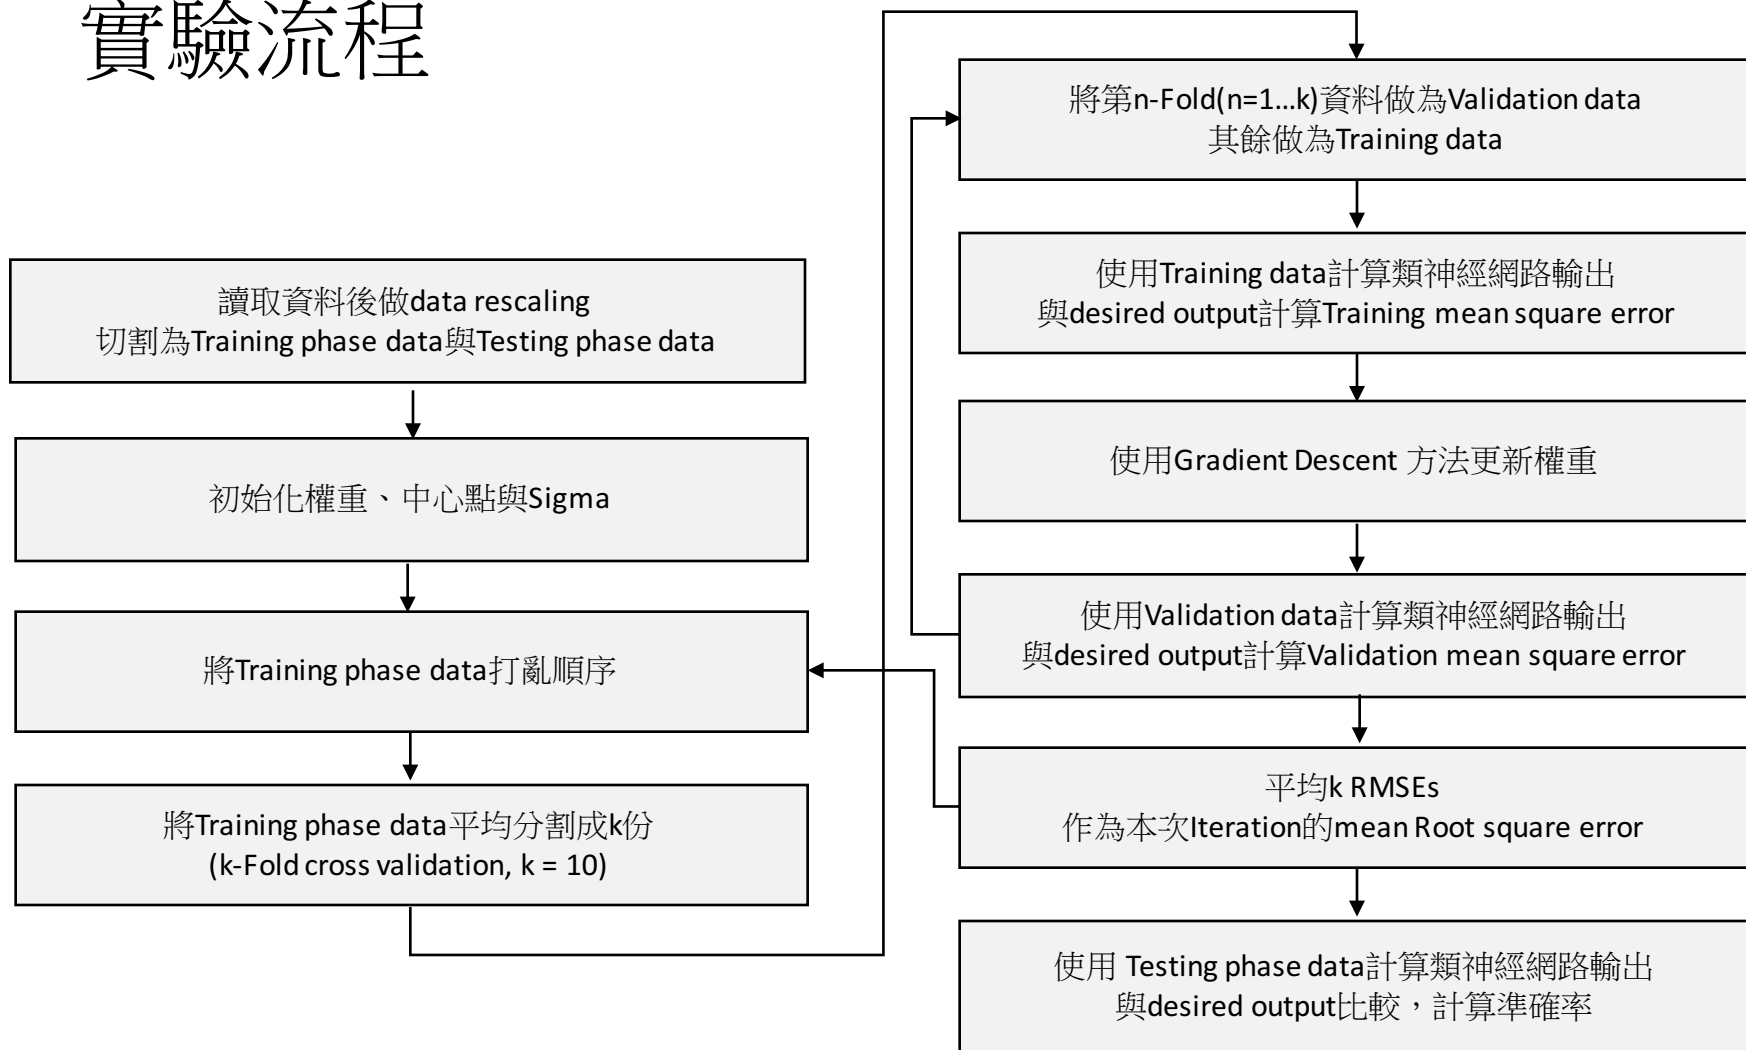 實驗流程
讀取資料後做data rescaling
切割為Training phase data與Testing phase data
初始化權重、中心點與Sigma
將Training phase data打亂順序
將Training phase data平均分割成k份
(k-Fold cross validation, k = 10)
將第n-Fold(n=1...k)資料做為Validation data
其餘做為Training data
使用Training data計算類神經網路輸出
與desired output計算Training mean square error
使用Gradient Descent 方法更新權重
使用Validation data計算類神經網路輸出
與desired output計算Validation mean square error
平均k RMSEs
作為本次Iteration的mean Root square error
使用 Testing phase data計算類神經網路輸出
與desired output比較，計算準確率